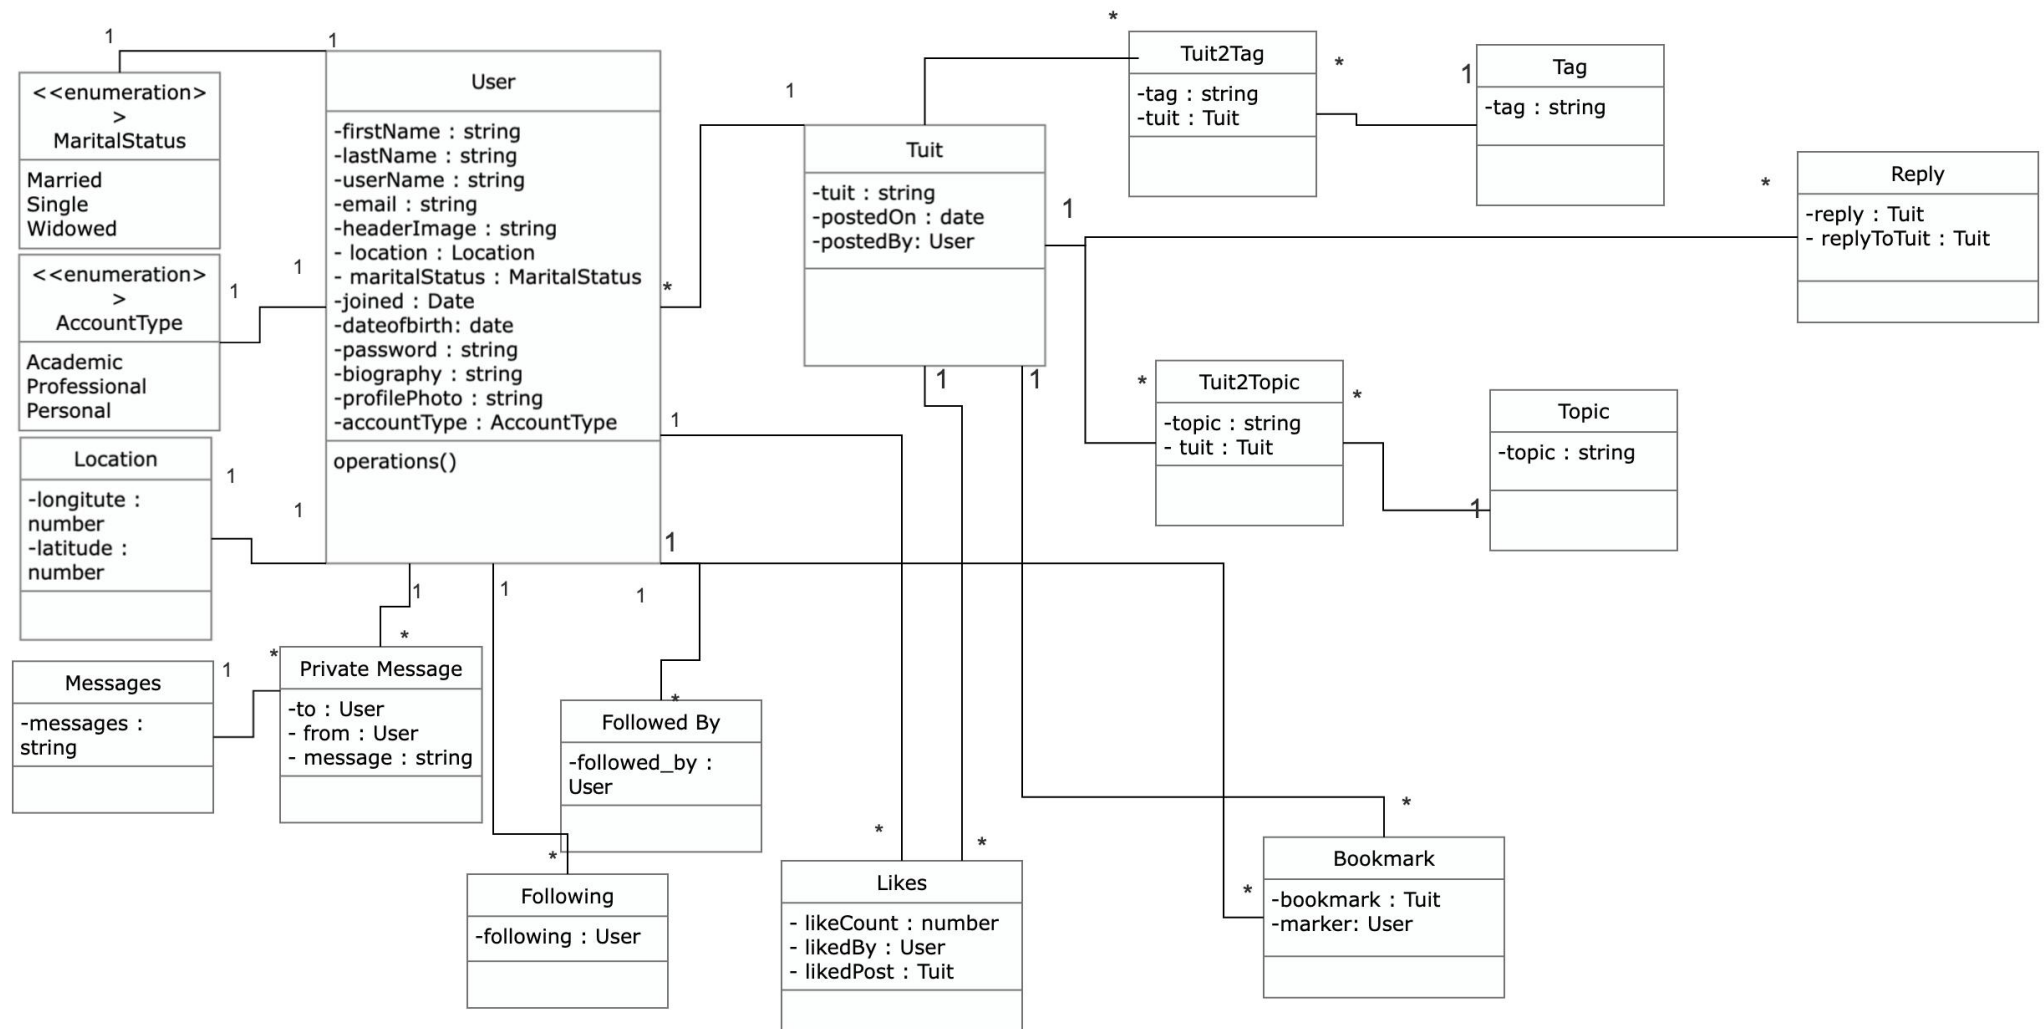 1
1
<<enumeration>
>
MaritalStatus
Married
Single
Widowed
<<enumeration>
>
AccountType
Academic
Professional
Personal
1
1
Location
-longitute :
number
-latitude :
number
1
1
User
-firstName : string
-lastName : string
-userName : string
-email : string
-headerImage : string
- location : Location
- maritalStatus : MaritalStatus
-joined : Date
-dateofbirth: date
-password : string
-biography : string
-profilePhoto : string
-accountType : AccountType
operations()
*
1
1
1
1
1
1
Tuit
-tuit : string
-postedOn : date
-postedBy: User
1
1
1
*
Tuit2Tag
-tag : string
-tuit : Tuit
*
1
Tag
-tag : string
*
Reply
-reply : Tuit
- replyToTuit : Tuit
*
Tuit2Topic
-topic : string
- tuit : Tuit
*
1
Topic
-topic : string
Messages
-messages :
string
1
*
*
Private Message
-to : User
- from : User
- message : string
*
Followed By
-followed_by :
User
*
Following
-following : User
*
*
Likes
- likeCount : number
- likedBy : User
- likedPost : Tuit
*
*
Bookmark
-bookmark : Tuit
-marker: User